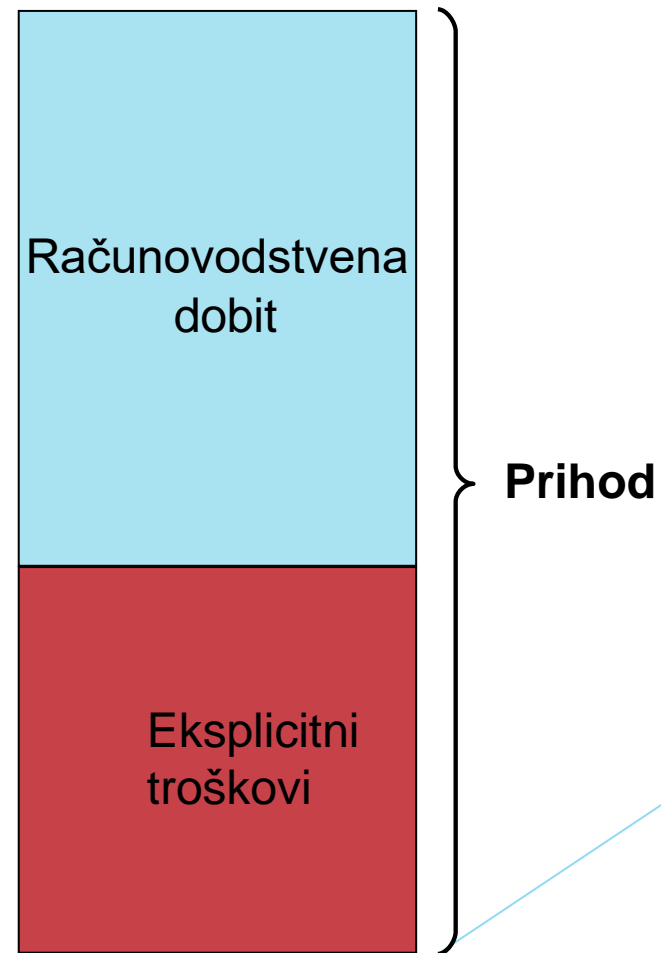 Računovodstvena
dobit
Prihod
Eksplicitni
troškovi